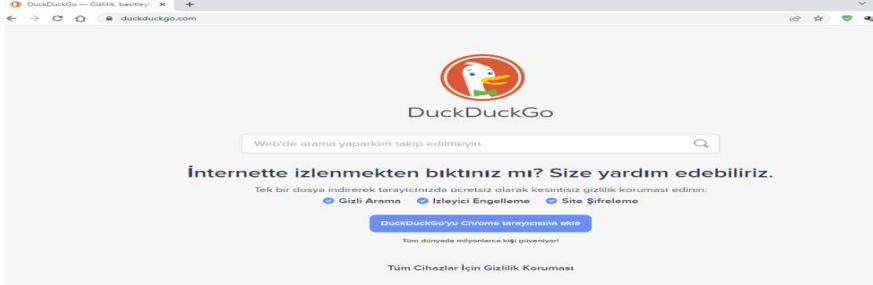 DuckDuckGo — Gizlilik, basitleşt
duckduckgo.com
DuckDuckGo
Web'de arama yaparken takip edilmeyin
İnternette izlenmekten bıktınız mı? Size yardım edebiliriz.
Tek bir dosya indirerek tarayıcınızda ücretsiz olarak kesintisiz gizlilik koruması edinin:
Gizli Arama İzleyici Engelleme Site Şifreleme
DuckDuckGo'yu Chrome tarayıcısına ekle
Tüm dünyada milyonlarca kişi güveniyor!
Tüm Cihazlar İçin Gizlilik Koruması